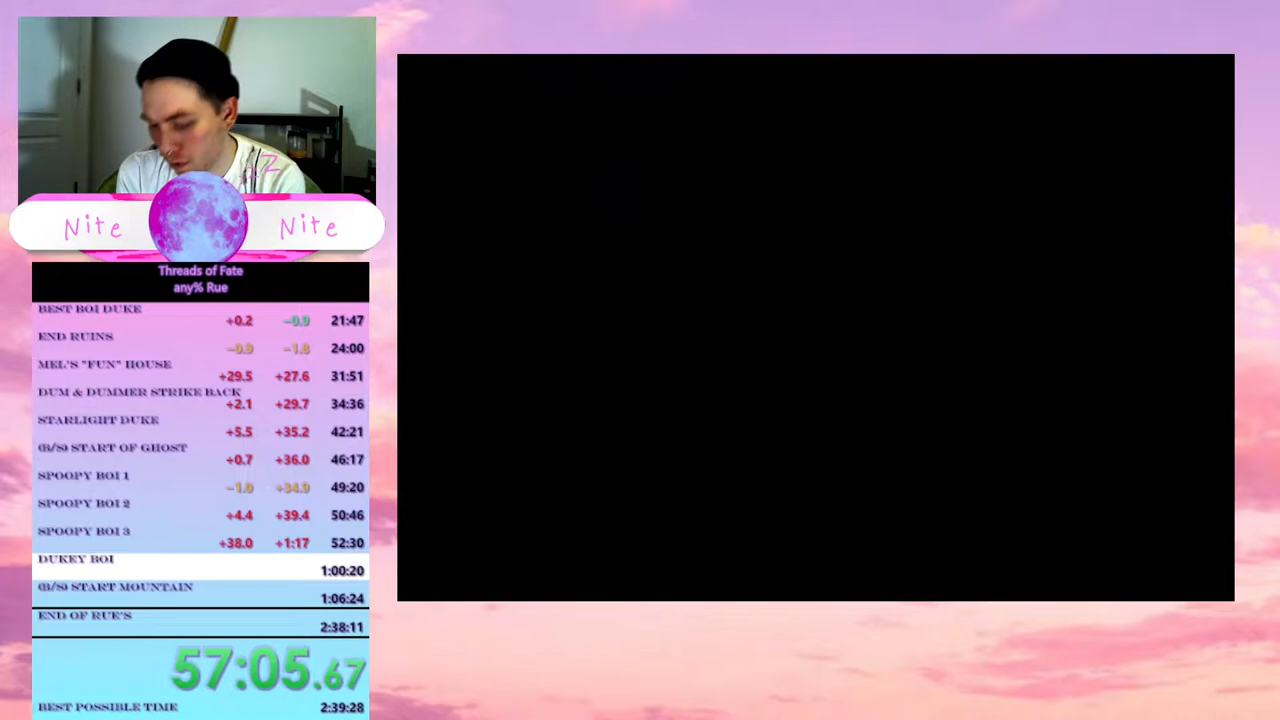 Nite Nite
Threads of Fate
any% Rue
BEST BOI DUKE
+0.2 −0.9 21:47
END RUINS
−0.9 −1.8 24:00
MEL'S "FUN" HOUSE
+29.5 +27.6 31:51
DUM & DUMMER STRIKE BACK
+2.1 +29.7 34:36
STARLIGHT DUKE
+5.5 +35.2 42:21
(B/S) START OF GHOST
+0.7 +36.0 46:17
SPOOPY BOI 1
−1.0 +34.9 49:20
SPOOPY BOI 2
+4.4 +39.4 50:46
SPOOPY BOI 3
+38.0 +1:17 52:30
DUKEY BOI
1:00:20
(B/S) START MOUNTAIN
1:06:24
END OF RUE'S
2:38:11
57:05.67
BEST POSSIBLE TIME 2:39:28